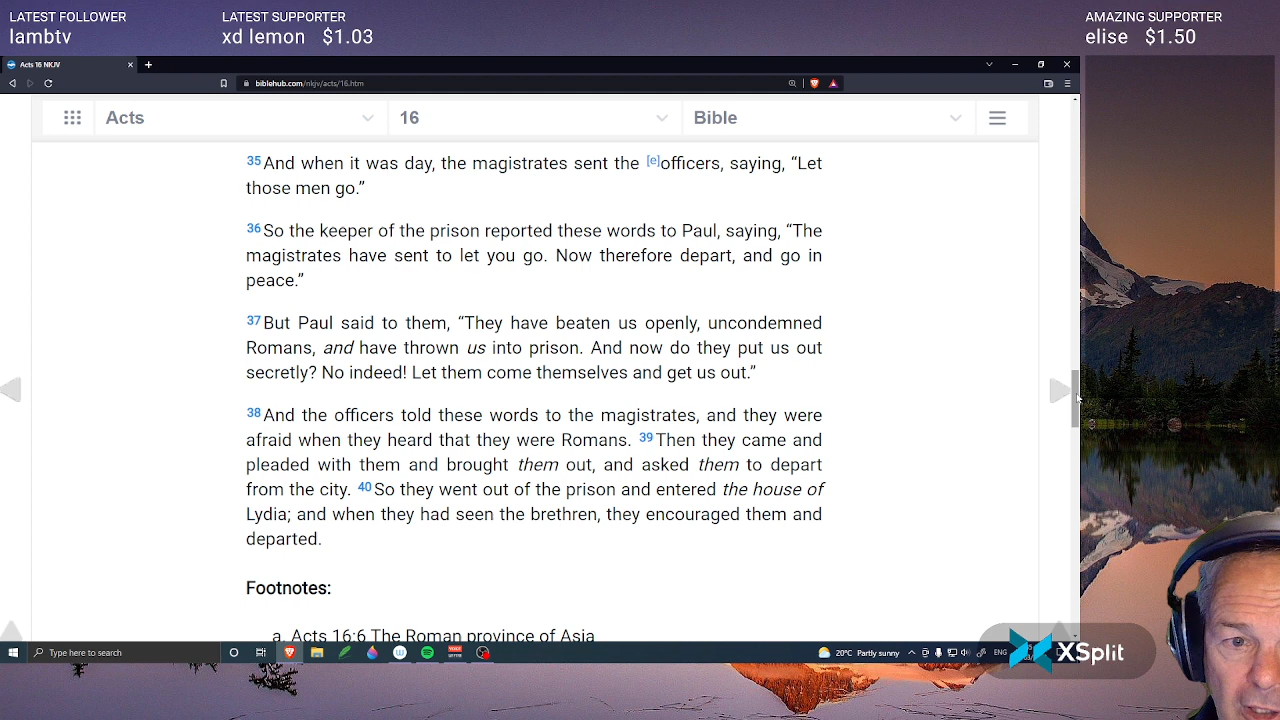 LATEST FOLLOWER
lambtv
LATEST SUPPORTER
xd lemon $1.03
AMAZING SUPPORTER
elise $1.50
Acts 16 NKJV
biblehub.com/nkjv/acts/16.htm
Acts 16 Bible
35 And when it was day, the magistrates sent the [e]officers, saying, “Let
those men go.”
36 So the keeper of the prison reported these words to Paul, saying, “The
magistrates have sent to let you go. Now therefore depart, and go in
peace.”
37 But Paul said to them, “They have beaten us openly, uncondemned
Romans, and have thrown us into prison. And now do they put us out
secretly? No indeed! Let them come themselves and get us out.”
38 And the officers told these words to the magistrates, and they were
afraid when they heard that they were Romans. 39 Then they came and
pleaded with them and brought them out, and asked them to depart
from the city. 40 So they went out of the prison and entered the house of
Lydia; and when they had seen the brethren, they encouraged them and
departed.
Footnotes:
a. Acts 16:6 The Roman province of Asia
Type here to search
20°C Partly sunny
ENG
XSplit